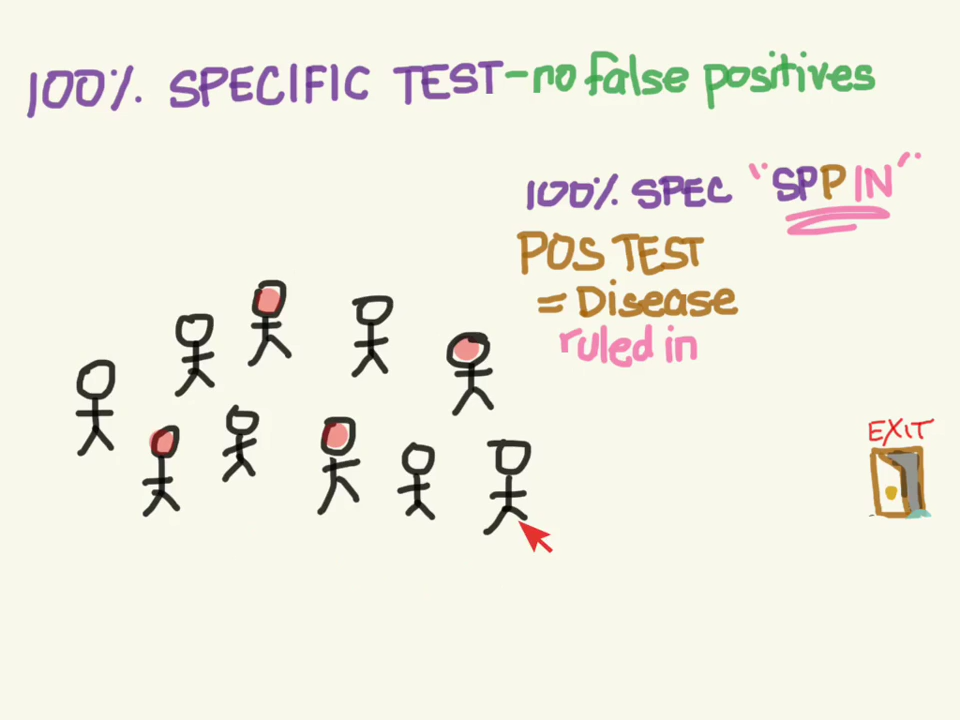 100% SPECIFIC TEST-no false positives
100% SPEC "SPPIN"
POS TEST
= Disease
ruled in
EXIT